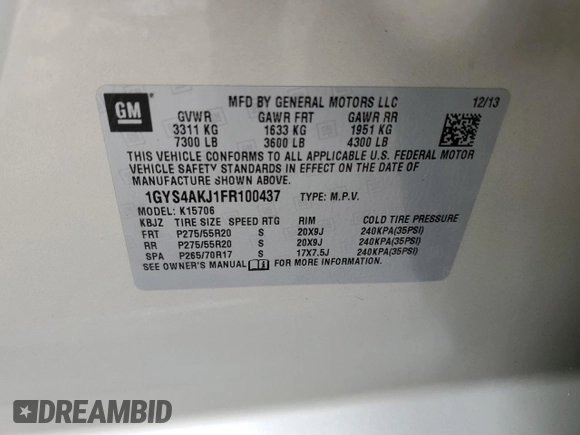 GM
MFD BY GENERAL MOTORS LLC 12/13
GVWR GAWR FRT GAWR RR
3311 KG 1633 KG 1951 KG
7300 LB 3600 LB 4300 LB
THIS VEHICLE CONFORMS TO ALL APPLICABLE U.S. FEDERAL MOTOR
VEHICLE SAFETY STANDARDS IN EFFECT ON THE DATE OF
MANUFACTURE SHOWN ABOVE.
1GYS4AKJ1FR100437 TYPE: M.P.V.
MODEL: K15706
KBJZ TIRE SIZE SPEED RTG RIM COLD TIRE PRESSURE
FRT P275/55R20 S 20X9J 240KPA(35PSI)
RR P275/55R20 S 20X9J 240KPA(35PSI)
SPA P265/70R17 S 17X7.5J 240KPA(35PSI)
SEE OWNER'S MANUAL FOR MORE INFORMATION.
DREAMBID